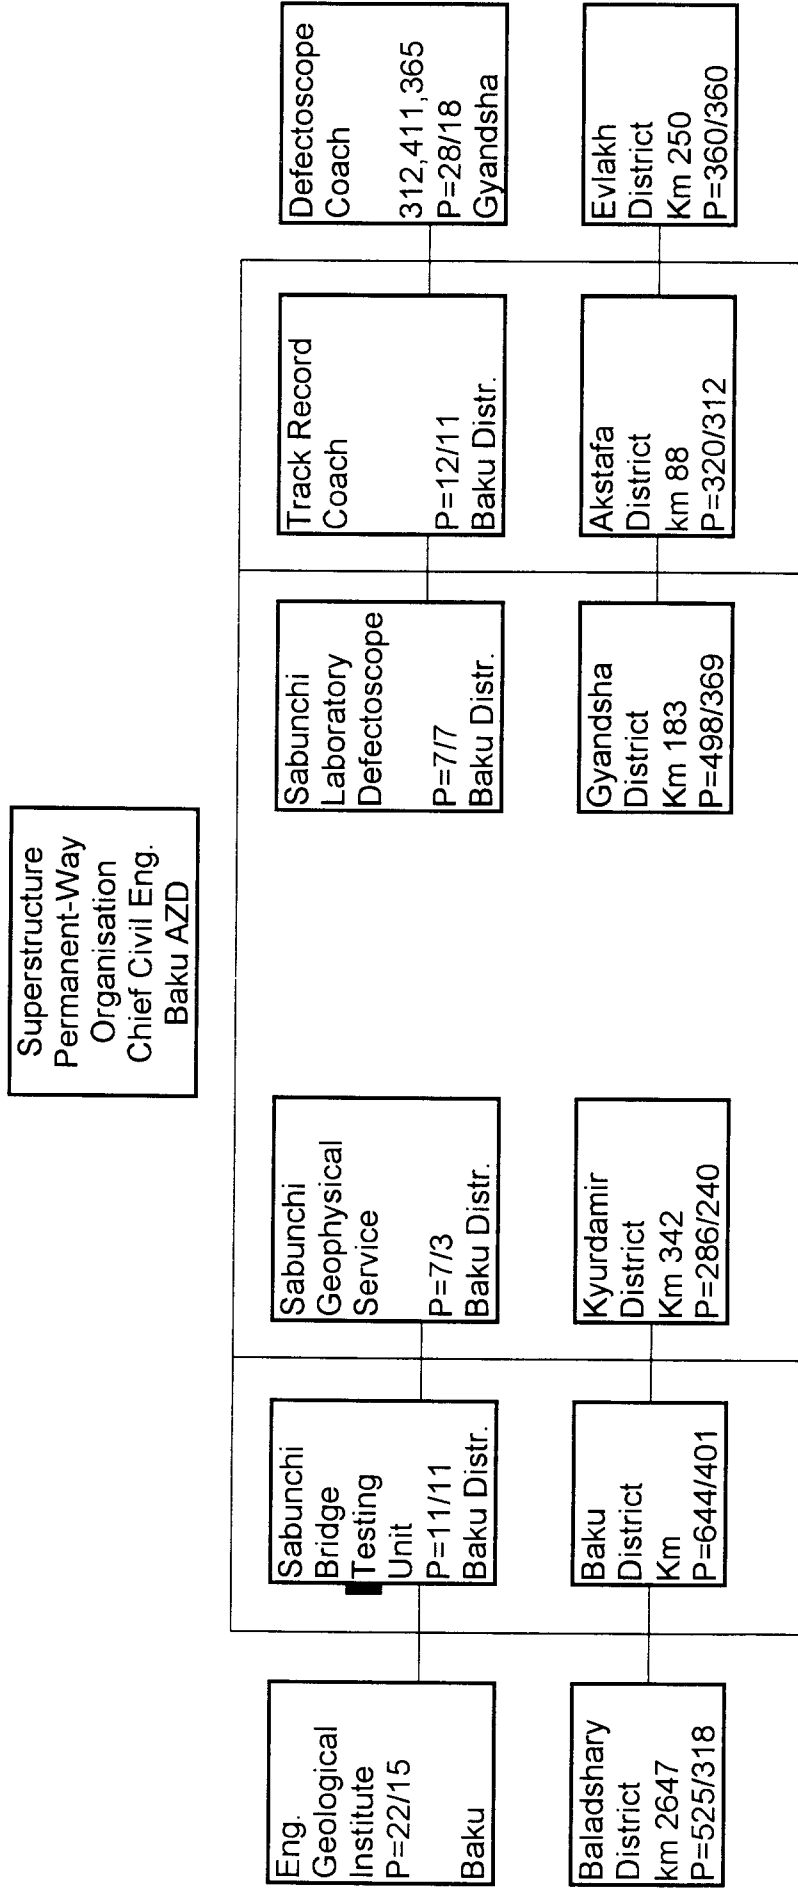 Superstructure
Permanent-Way
Organisation
Chief Civil Eng.
Baku AZD
Eng.
Geological
Institute
P=22/15
Baku
Sabunchi
Bridge
Testing
Unit
P=11/11
Baku Distr.
Sabunchi
Geophysical
Service
P=7/3
Baku Distr.
Sabunchi
Laboratory
Defectoscope
P=7/7
Baku Distr.
Track Record
Coach
P=12/11
Baku Distr.
Defectoscope
Coach
312,411,365
P=28/18
Gyandsha
Baladshary
District
km 2647
P=525/318
Baku
District
Km
P=644/401
Kyurdamir
District
Km 342
P=286/240
Gyandsha
District
Km 183
P=498/369
Akstafa
District
km 88
P=320/312
Evlakh
District
Km 250
P=360/360